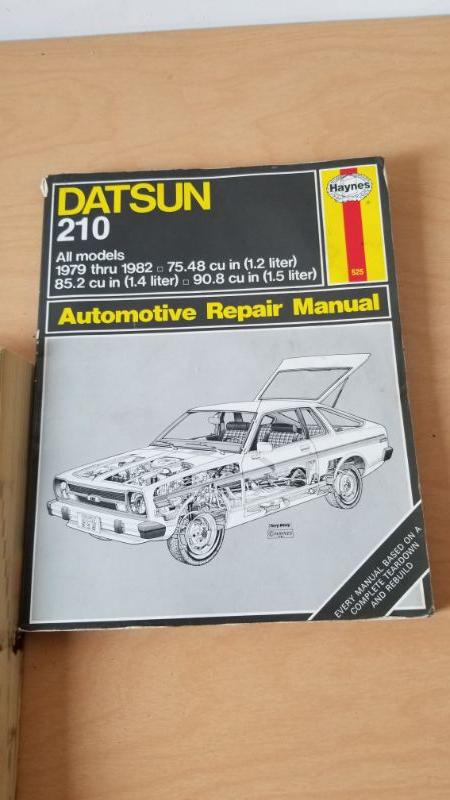 DATSUN
210
All models
1979 thru 1982 □ 75.48 cu in (1.2 liter)
85.2 cu in (1.4 liter) □ 90.8 cu in (1.5 liter)
Haynes
525
Automotive Repair Manual
EVERY MANUAL BASED ON A
COMPLETE TEARDOWN
AND REBUILD